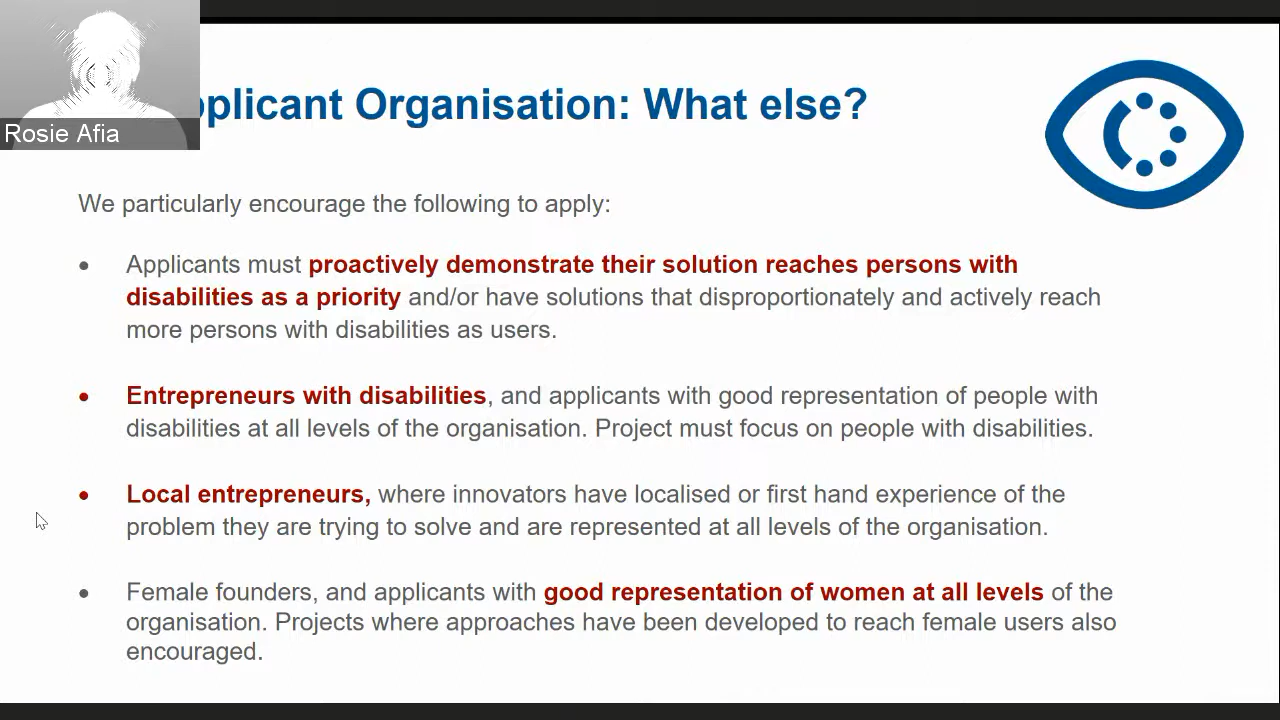 Rosie Afia
pplicant Organisation: What else?
We particularly encourage the following to apply:
• Applicants must proactively demonstrate their solution reaches persons with
disabilities as a priority and/or have solutions that disproportionately and actively reach
more persons with disabilities as users.
• Entrepreneurs with disabilities, and applicants with good representation of people with
disabilities at all levels of the organisation. Project must focus on people with disabilities.
• Local entrepreneurs, where innovators have localised or first hand experience of the
problem they are trying to solve and are represented at all levels of the organisation.
• Female founders, and applicants with good representation of women at all levels of the
organisation. Projects where approaches have been developed to reach female users also
encouraged.